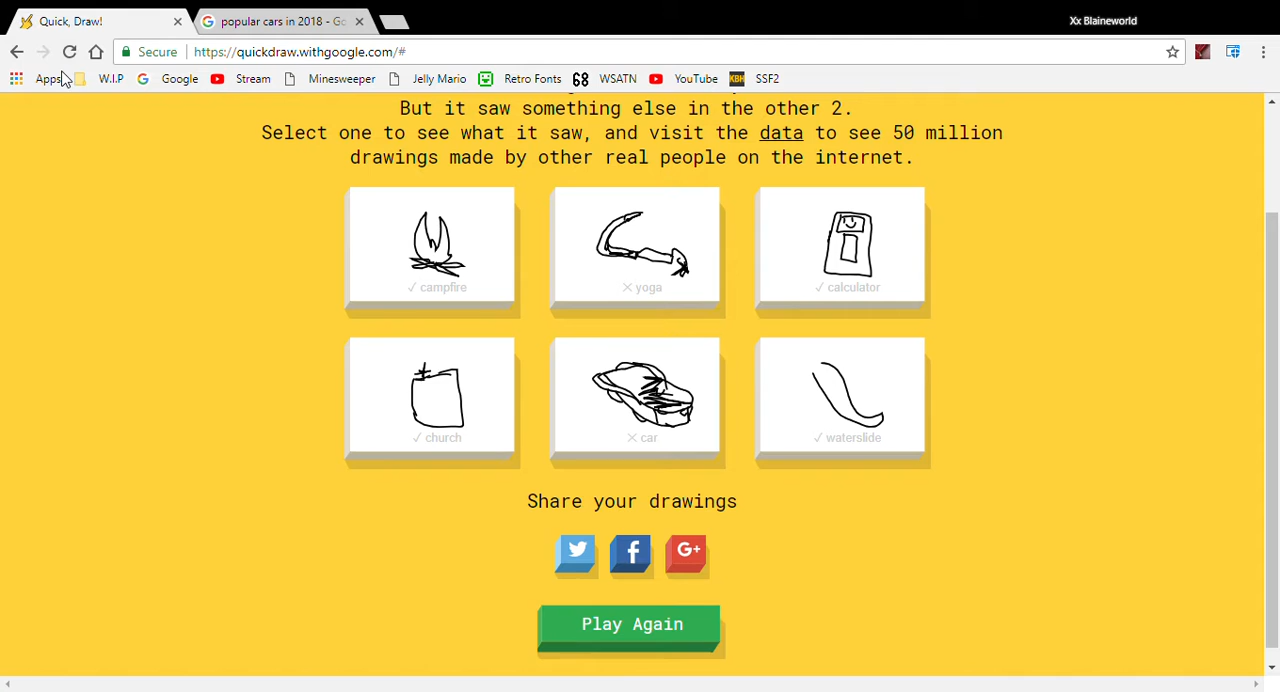 Quick, Draw!
popular cars in 2018 - Go
Xx Blaineworld
Secure
https://quickdraw.withgoogle.com/#
Apps W.I.P Google Stream Minesweeper Jelly Mario Retro Fonts 68 WSATN YouTube KBH SSF2
But it saw something else in the other 2.
Select one to see what it saw, and visit the data to see 50 million
drawings made by other real people on the internet.
✓ campfire ✕ yoga ✓ calculator
✓ church ✕ car ✓ waterslide
Share your drawings
f G+
Play Again